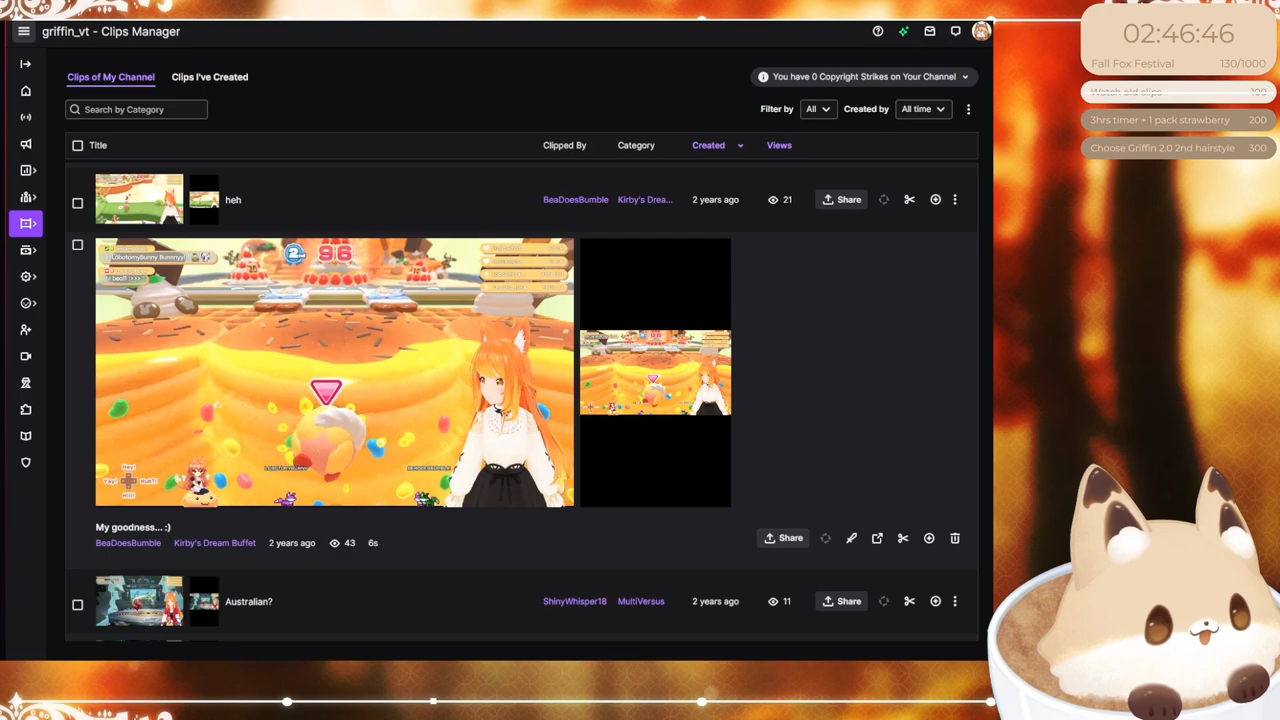 griffin_vt - Clips Manager
02:46:46
Fall Fox Festival 130/1000
Watch old clips 100
3hrs timer + 1 pack strawberry 200
Choose Griffin 2.0 2nd hairstyle 300
Clips of My Channel Clips I've Created
You have 0 Copyright Strikes on Your Channel
Search by Category
Filter by All Created by All time
Title Clipped By Category Created Views
heh BeaDoesBumble Kirby's Drea... 2 years ago 21 Share
98
My goodness... :)
BeaDoesBumble Kirby's Dream Buffet 2 years ago 43 6s Share
Australian? ShinyWhisper18 MultiVersus 2 years ago 11 Share